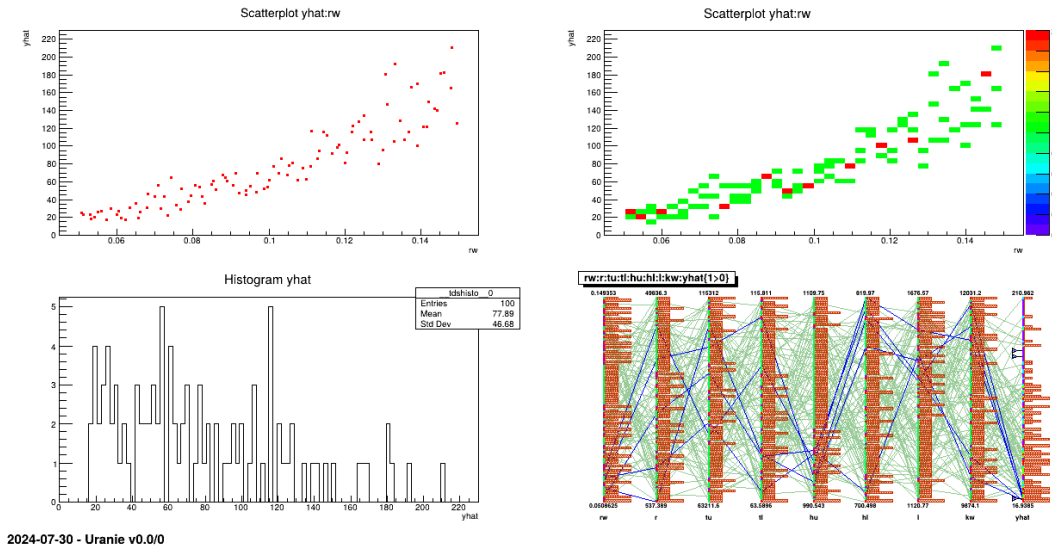 Scatterplot yhat:rw
yhat
220
200
180
160
140
120
100
80
60
40
20
0
0.06
0.08
0.1
0.12
0.14
rw
Scatterplot yhat:rw
yhat
220
200
180
160
140
120
100
80
60
40
20
0
0.06
0.08
0.1
0.12
0.14
rw
Histogram yhat
__tdshisto__0
Entries 100
Mean 77.89
Std Dev 46.68
5
4
3
2
1
0
0 20 40 60 80 100 120 140 160 180 200 220
yhat
rw:r:tu:tl:hu:hl:l:kw:yhat{1>0}
0.149353 49836.3 115312 115.811 1109.75 819.97 1676.57 12031.2 210.962
0.0508625 537.389 63211.6 63.5896 990.543 700.498 1120.77 9874.1 16.9395
rw r tu tl hu hl l kw yhat
2024-07-30 - Uranie v0.0/0